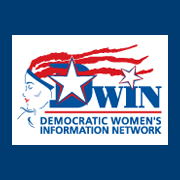 DWIN
DEMOCRATIC WOMEN'S
INFORMATION NETWORK